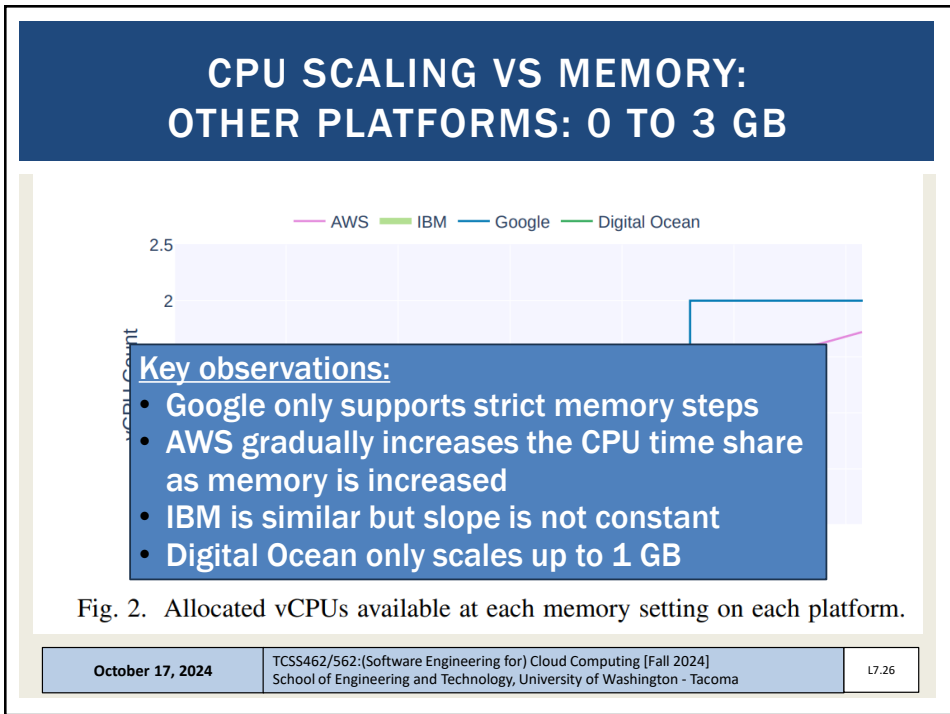 CPU SCALING VS MEMORY:
OTHER PLATFORMS: 0 TO 3 GB
AWS IBM Google Digital Ocean
2.5
2
Key observations:
• Google only supports strict memory steps
• AWS gradually increases the CPU time share
as memory is increased
• IBM is similar but slope is not constant
• Digital Ocean only scales up to 1 GB
Fig. 2. Allocated vCPUs available at each memory setting on each platform.
October 17, 2024
TCSS462/562:(Software Engineering for) Cloud Computing [Fall 2024]
School of Engineering and Technology, University of Washington - Tacoma
L7.26